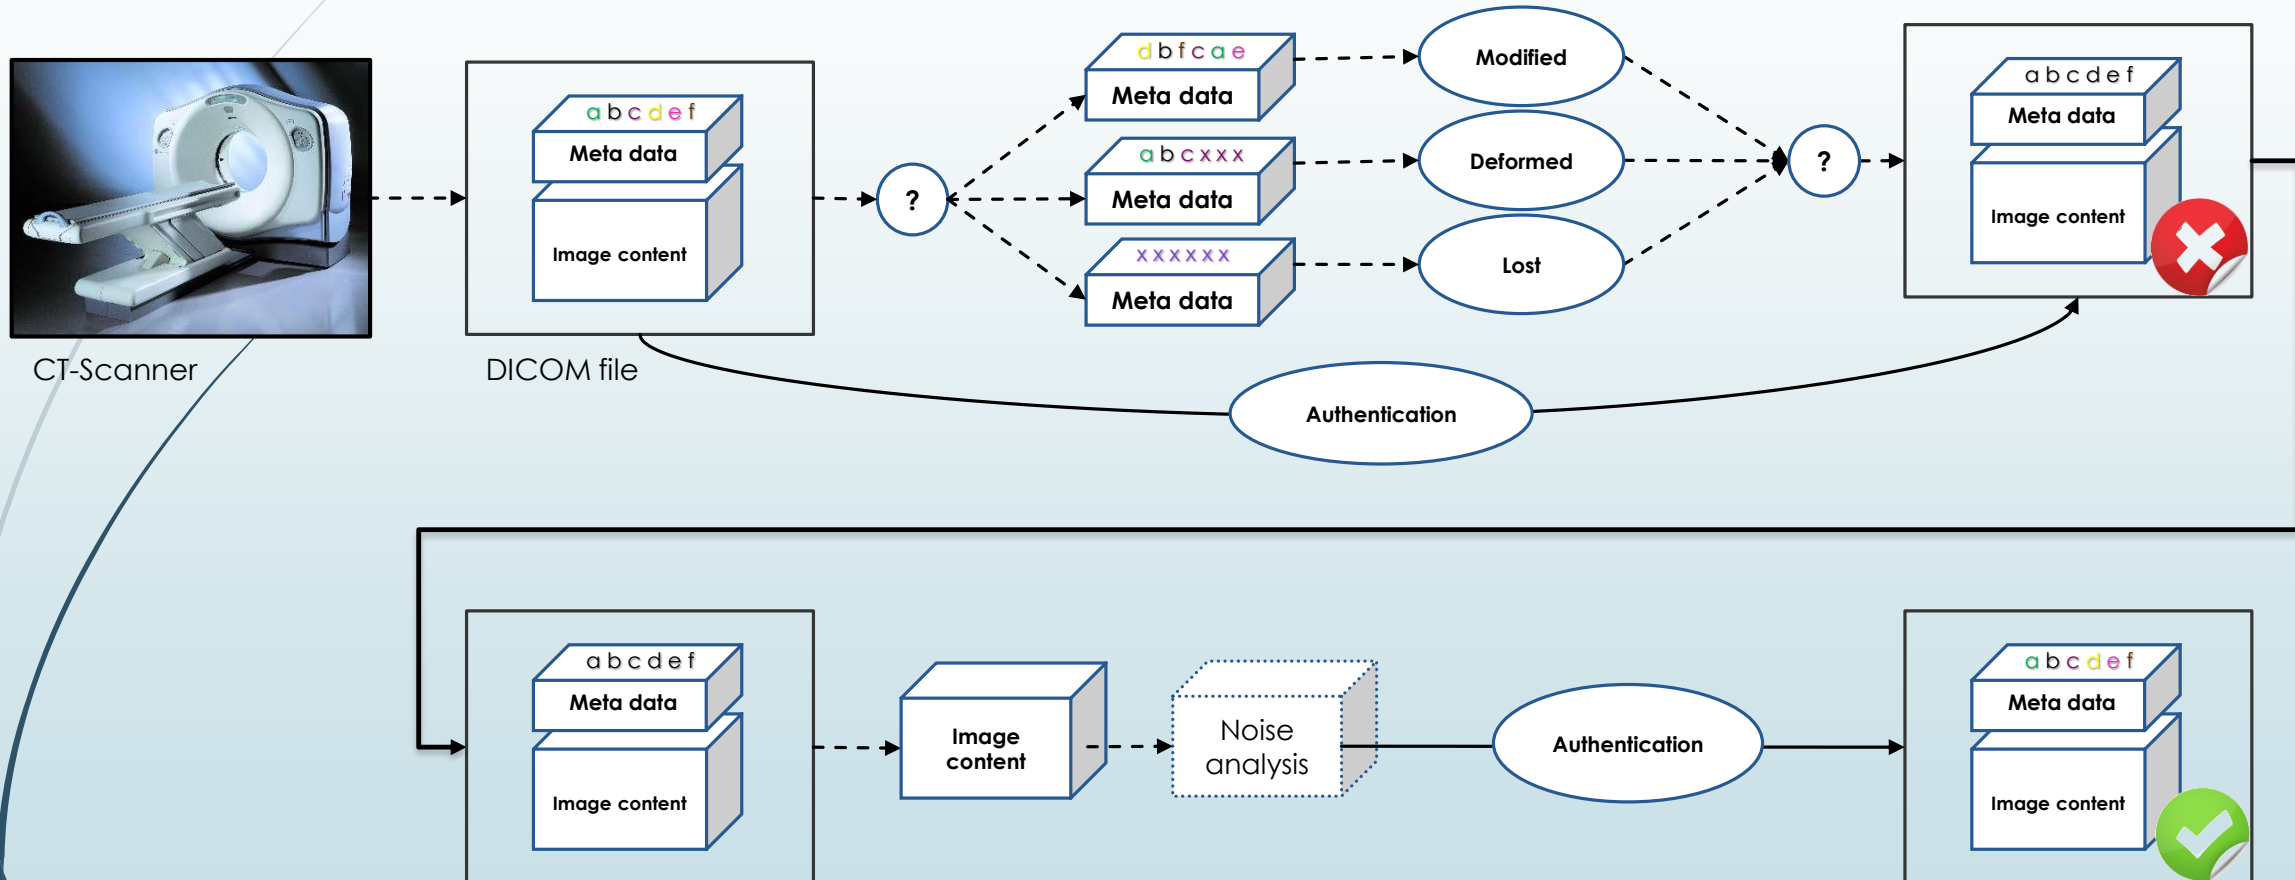 d b f c a e
Meta data
Modified
a b c d e f
Meta data
Image content
a b c d e f
Meta data
Image content
?
a b c x x x
Meta data
Deformed
?
x x x x x x
Meta data
Lost
CT-Scanner
DICOM file
Authentication
a b c d e f
Meta data
Image content
Image
content
Noise
analysis
Authentication
a b c d e f
Meta data
Image content